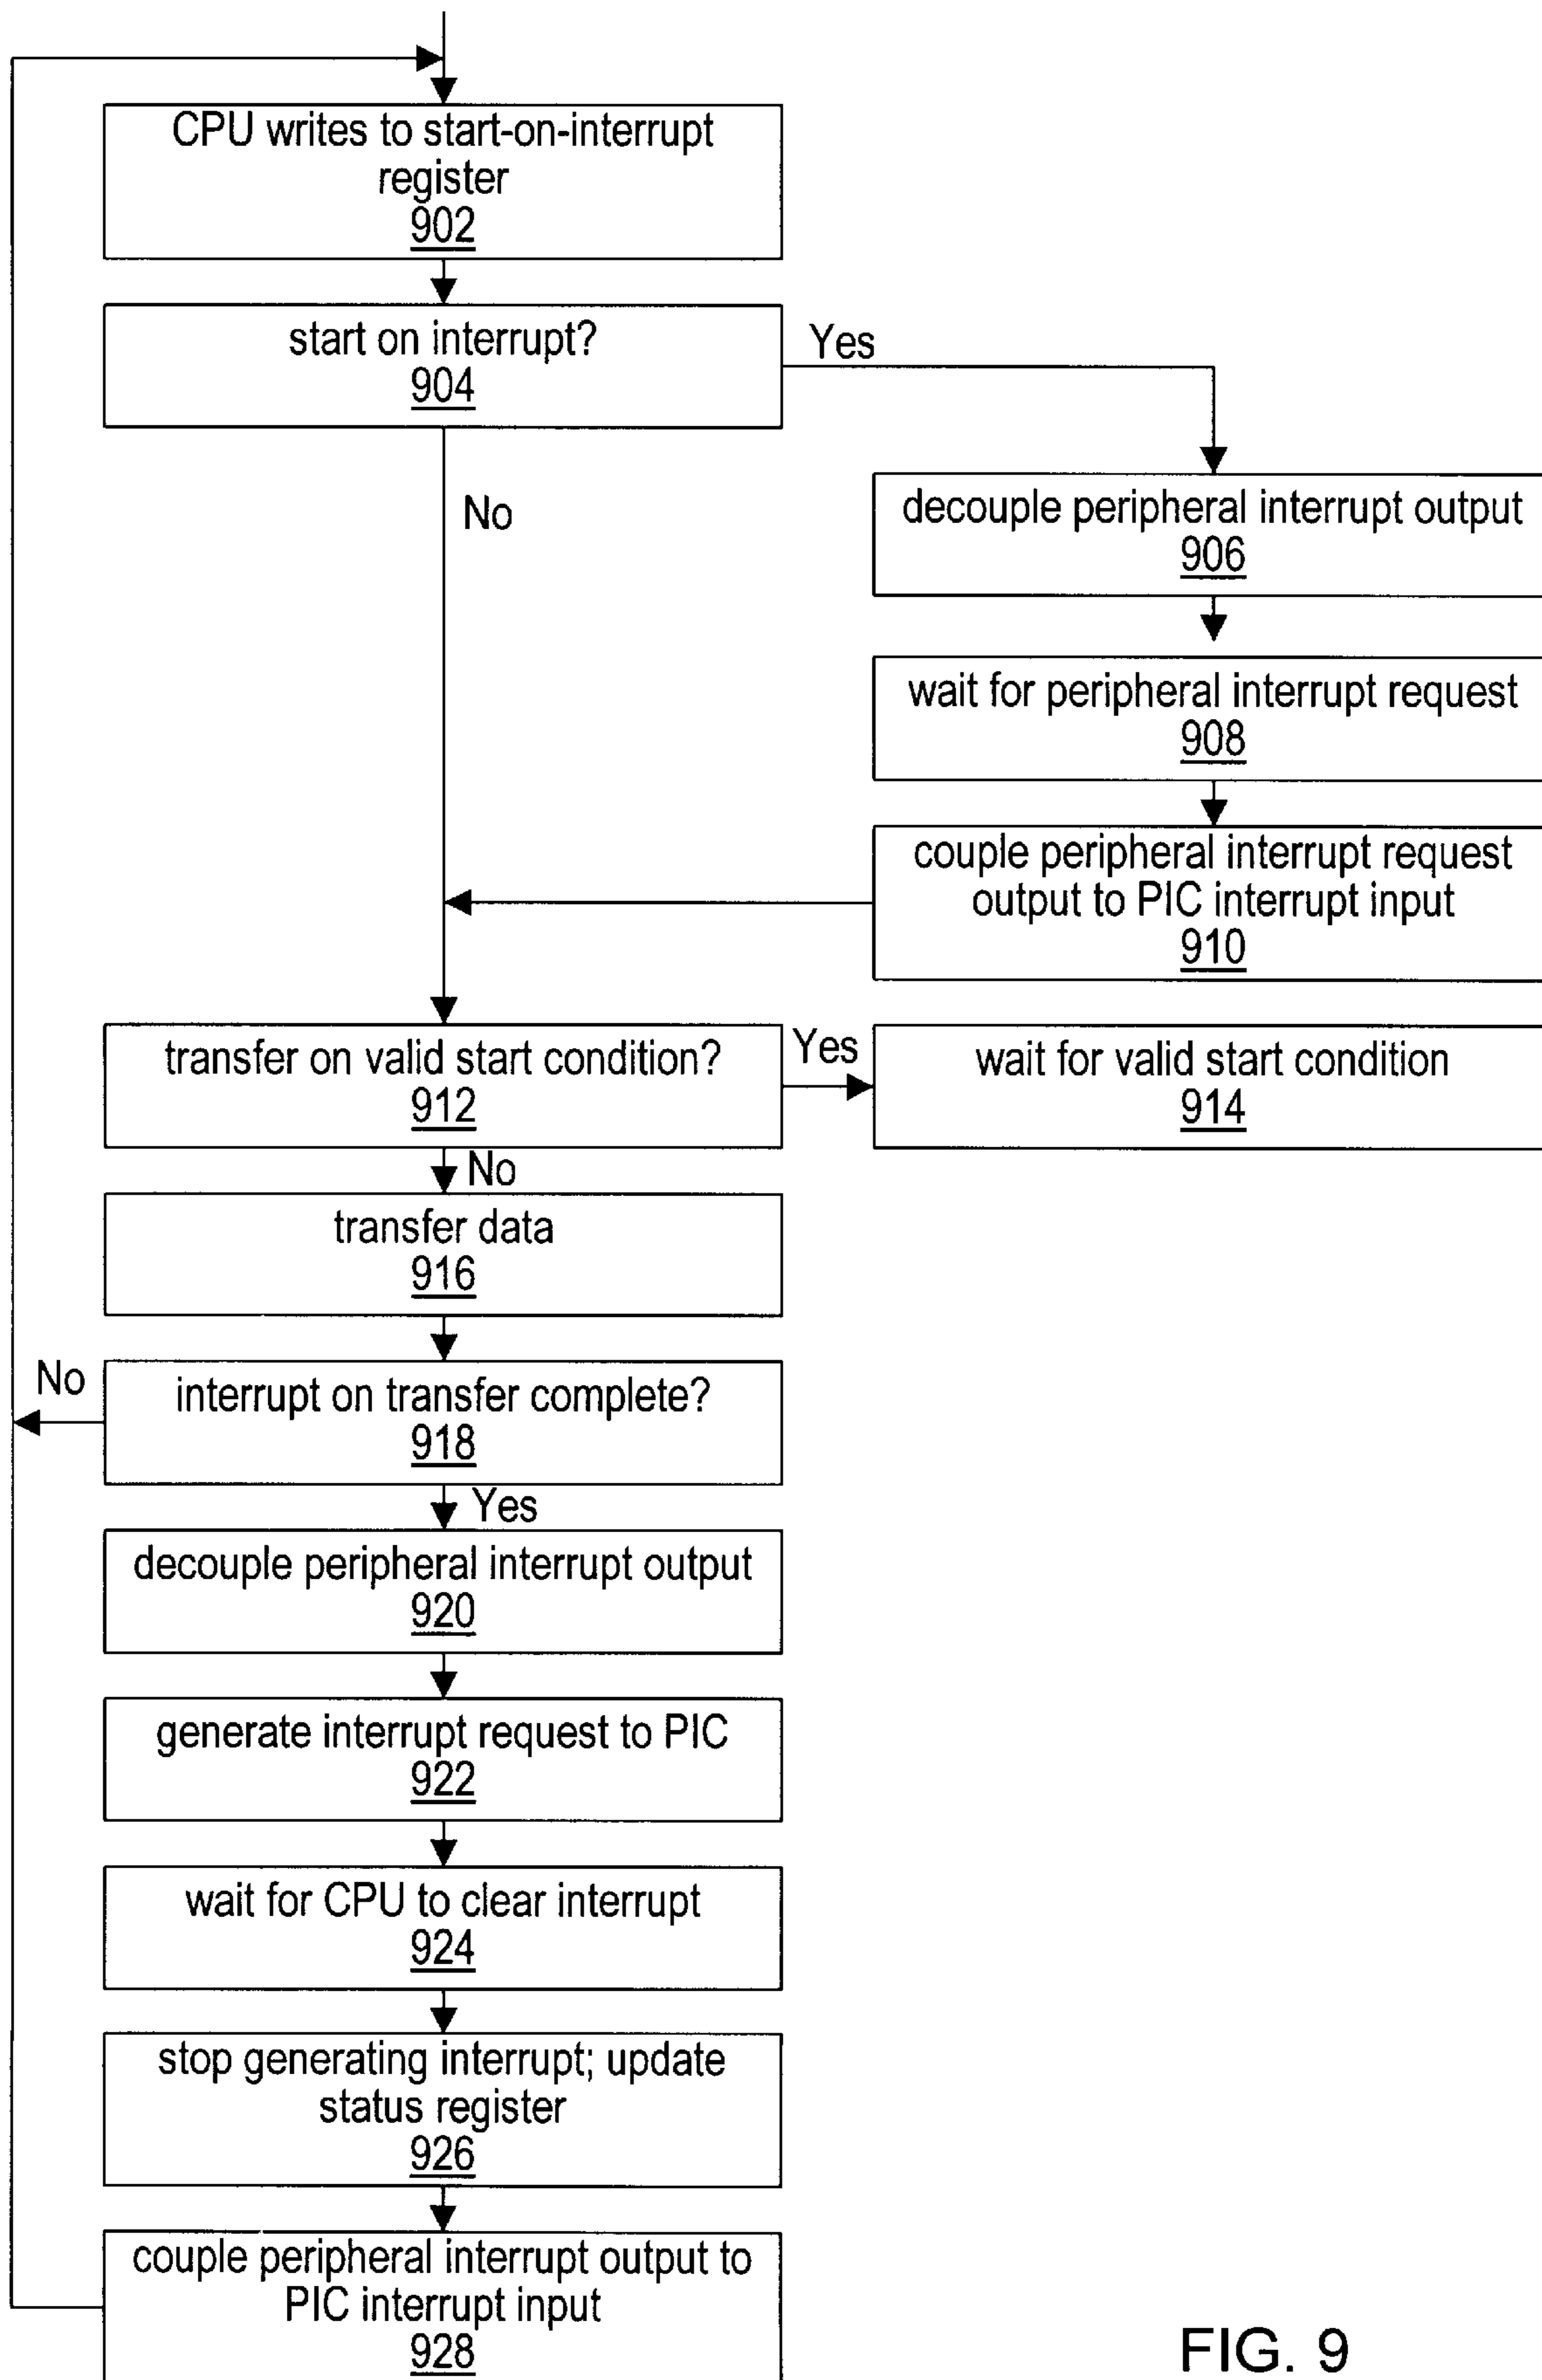 CPU writes to start-on-interrupt
register
902
start on interrupt?
904
Yes
No
decouple peripheral interrupt output
906
wait for peripheral interrupt request
908
couple peripheral interrupt request
output to PIC interrupt input
910
transfer on valid start condition?
912
Yes
wait for valid start condition
914
No
transfer data
916
No
interrupt on transfer complete?
918
Yes
decouple peripheral interrupt output
920
generate interrupt request to PIC
922
wait for CPU to clear interrupt
924
stop generating interrupt; update
status register
926
couple peripheral interrupt output to
PIC interrupt input
928
FIG. 9